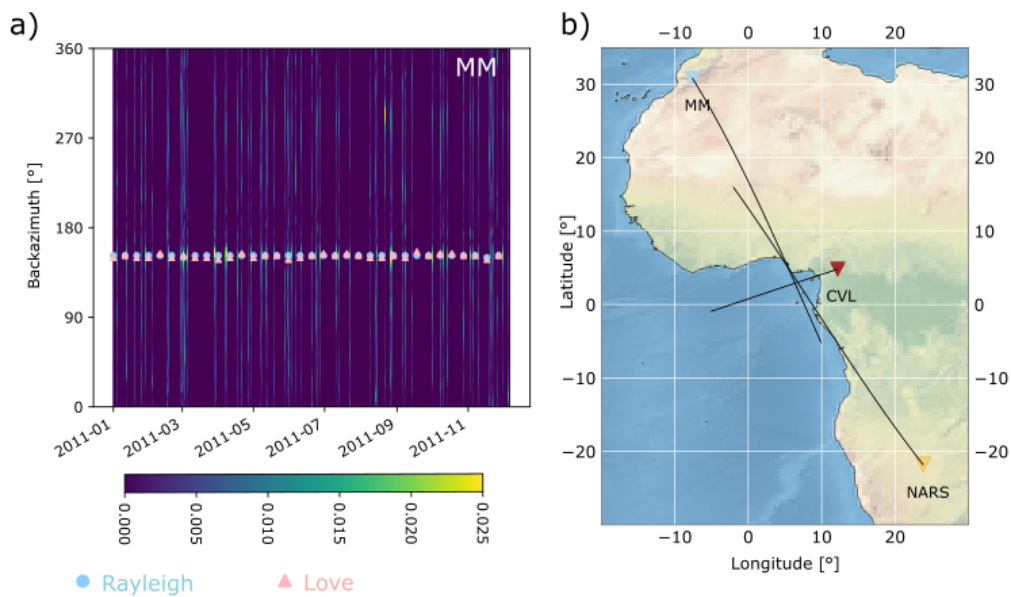 a)
MM
360
270
180
90
0
Backazimuth [°]
2011-01
2011-03
2011-05
2011-07
2011-09
2011-11
0.000
0.005
0.010
0.015
0.020
0.025
Rayleigh
Love
b)
−10 0 10 20
30 30
20 20
10 10
0 0
−10 −10
−20 −20
Latitude [°]
MM
CVL
NARS
−10 0 10 20
Longitude [°]